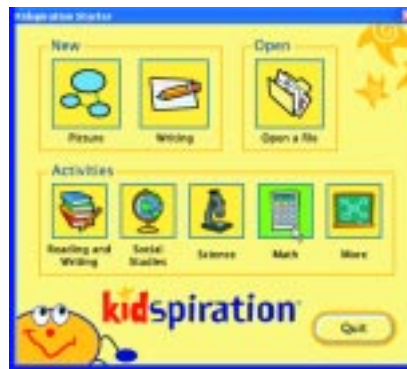 Kidspiration Starter
New
Open
Picture
Writing
Open a file
Activities
Reading and
Writing
Social
Studies
Science
Math
More
kidspiration
Quit